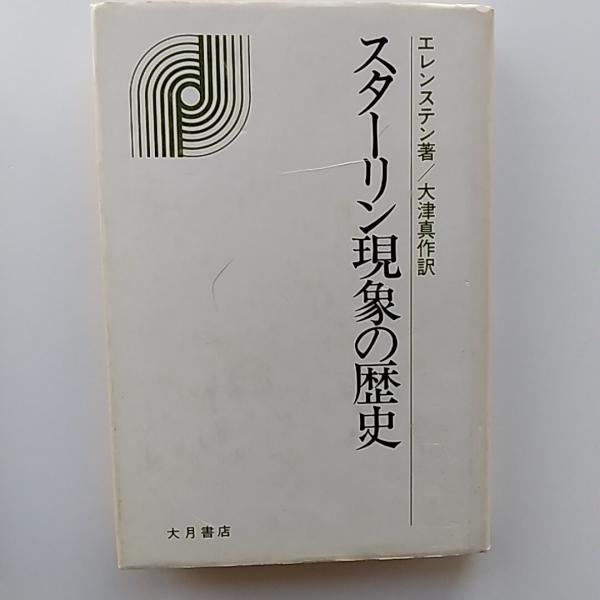 エレンステン著／大津真作訳
スターリン現象の歴史
大月書店